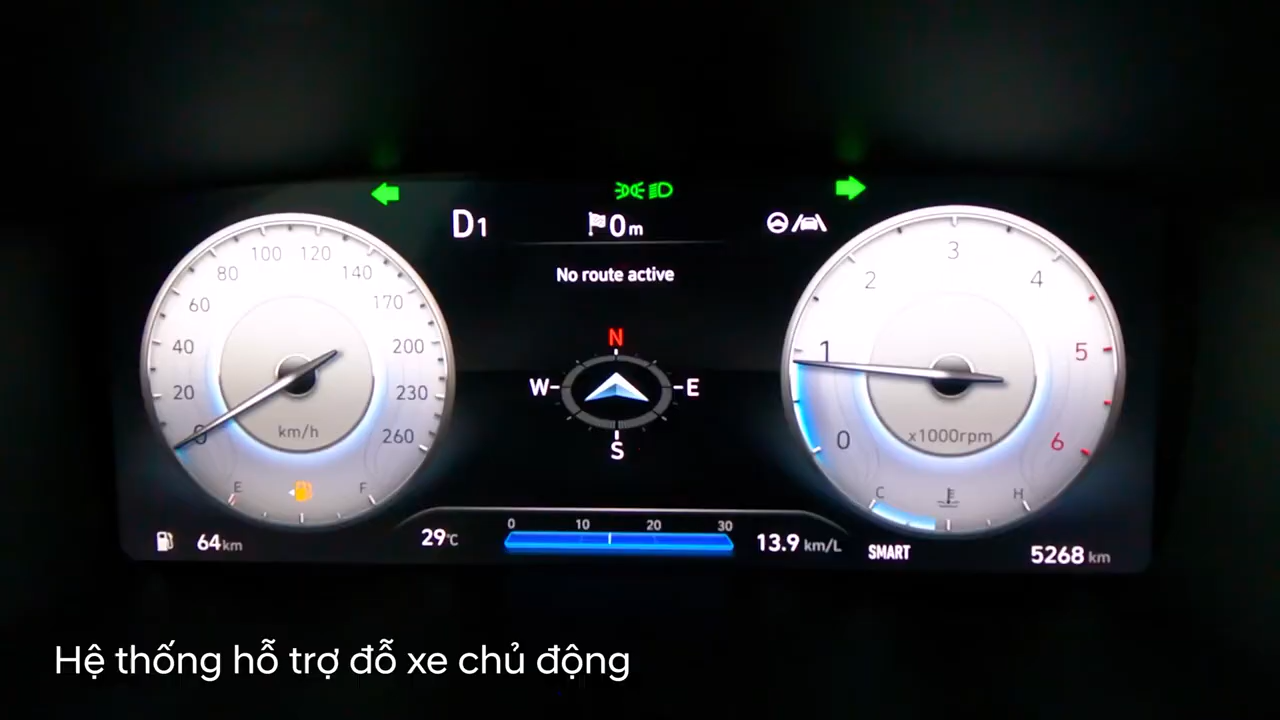 D1
0m
No route active
0
20
40
60
80
100
120
140
170
200
230
260
km/h
E
F
N
W
E
S
0
1
2
3
4
5
6
x1000rpm
C
H
64 km
29°C
0 10 20 30
13.9 km/L
SMART
5268 km
Hệ thống hỗ trợ đỗ xe chủ động